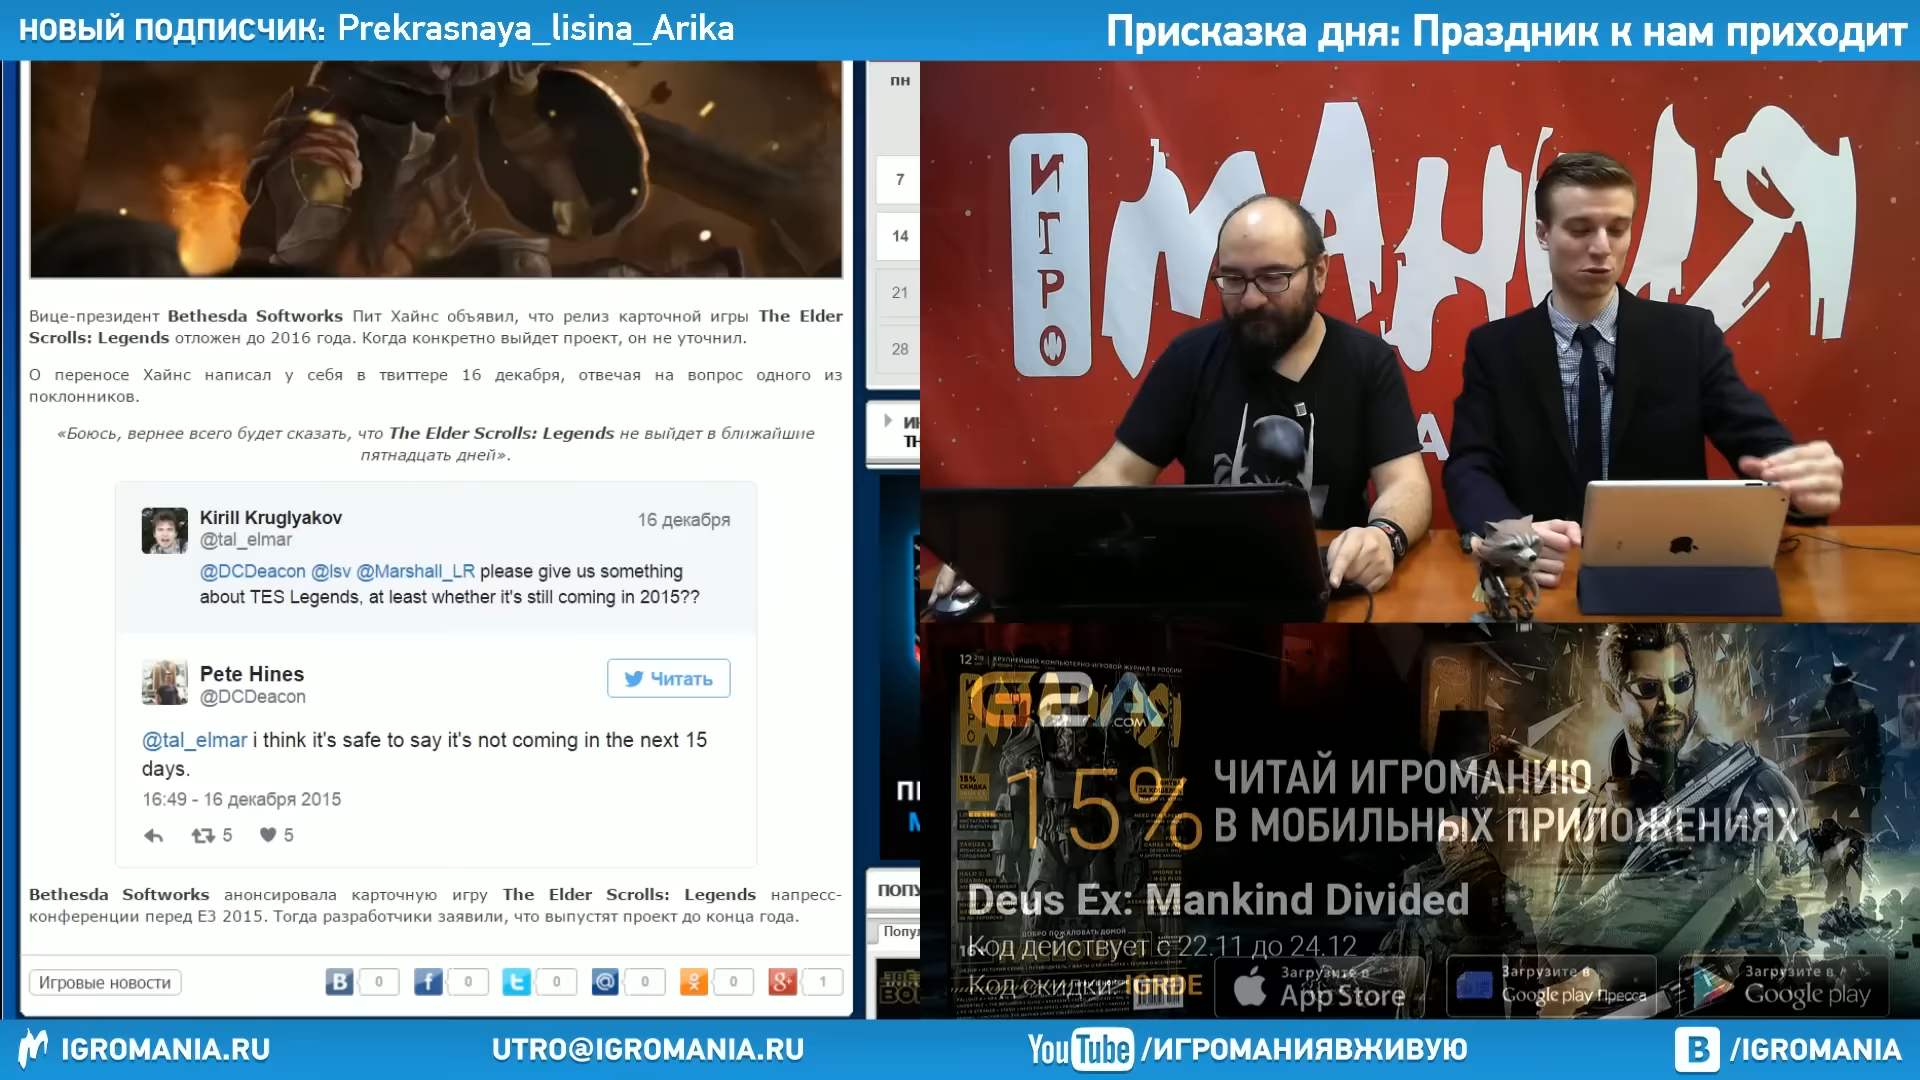 новый подписчик: Prekrasnaya_lisina_Arika
Присказка дня: Праздник к нам приходит
Вице-президент Bethesda Softworks Пит Хайнс объявил, что релиз карточной игры The Elder
Scrolls: Legends отложен до 2016 года. Когда конкретно выйдет проект, он не уточнил.
О переносе Хайнс написал у себя в твиттере 16 декабря, отвечая на вопрос одного из
поклонников.
«Боюсь, вернее всего будет сказать, что The Elder Scrolls: Legends не выйдет в ближайшие
пятнадцать дней».
Kirill Kruglyakov
@tal_elmar
16 декабря
@DCDeacon @lsv @Marshall_LR please give us something
about TES Legends, at least whether it's still coming in 2015??
Pete Hines
@DCDeacon
Читать
@tal_elmar i think it's safe to say it's not coming in the next 15
days.
16:49 - 16 декабря 2015
5
5
Bethesda Softworks анонсировала карточную игру The Elder Scrolls: Legends напресс-
конференции перед E3 2015. Тогда разработчики заявили, что выпустят проект до конца года.
Игровые новости
0
0
0
0
0
1
пн
7
14
21
28
ИГРО
МАНИЯ
G2A
.COM
15%
ЧИТАЙ ИГРОМАНИЮ
В МОБИЛЬНЫХ ПРИЛОЖЕНИЯХ
Deus Ex: Mankind Divided
Код действует с 22.11 до 24.12
Код скидки: IGRDE
Загрузите в
App Store
Загрузите в
Google play Пресса
Загрузите в
Google play
IGROMANIA.RU
UTRO@IGROMANIA.RU
YouTube /ИГРОМАНИЯВЖИВУЮ
В /IGROMANIA